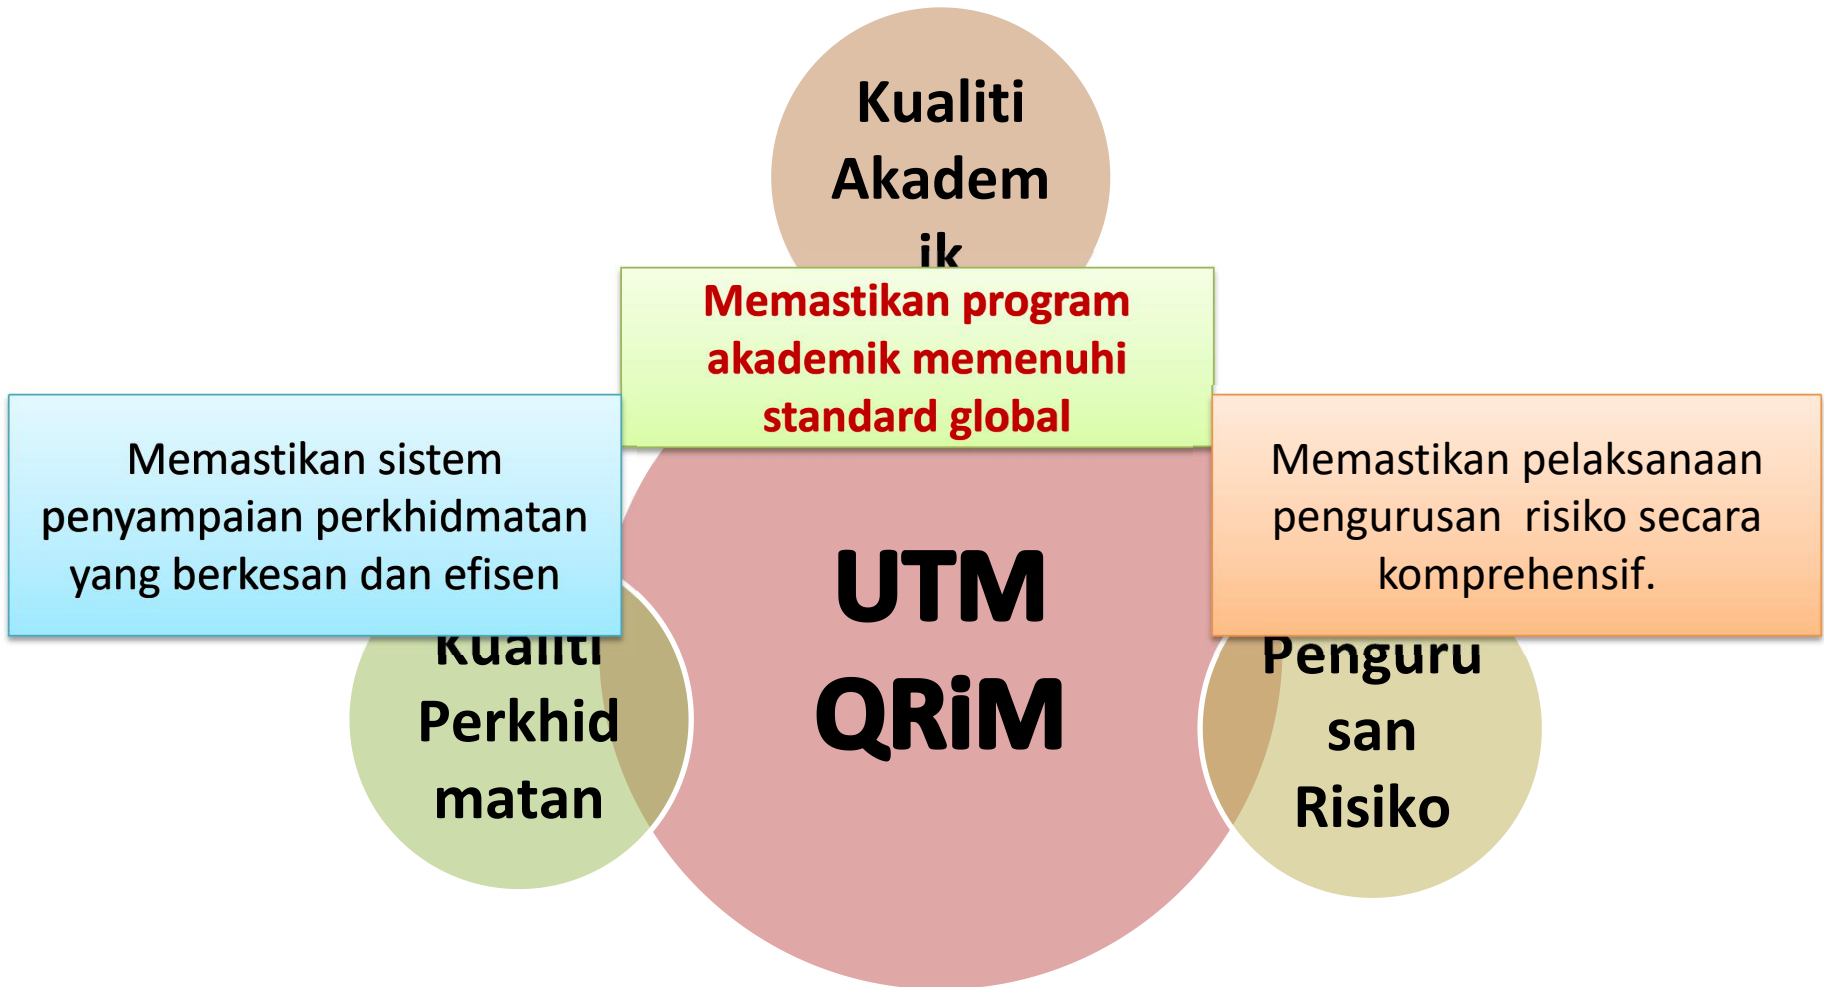 Kualiti
Akadem
ik
Memastikan program
akademik memenuhi
standard global
Memastikan sistem
penyampaian perkhidmatan
yang berkesan dan efisen
Memastikan pelaksanaan
pengurusan  risiko secara
komprehensif.
UTM
QRiM
Kualiti
Perkhid
matan
Penguru
san
Risiko